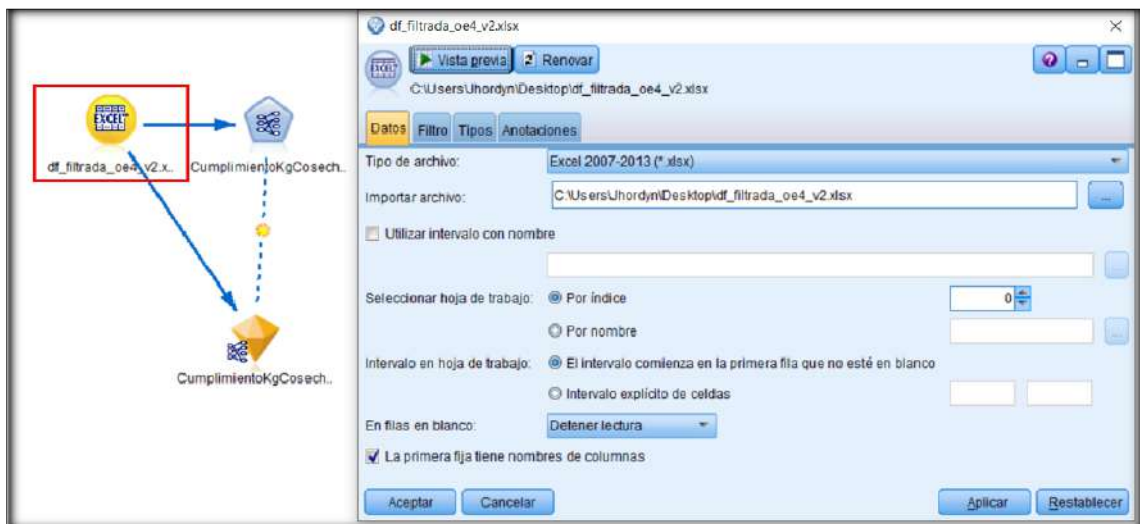 EXCEL
df_filtrada_oe4_v2.x..
CumplimientoKgCosech..
CumplimientoKgCosech..
df_filtrada_oe4_v2.xlsx
EXCEL
Vista previa
Renovar
C:\Users\Jhordyn\Desktop\df_filtrada_oe4_v2.xlsx
Datos Filtro Tipos Anotaciones
Tipo de archivo: Excel 2007-2013 (*.xlsx)
Importar archivo: C:\Users\Jhordyn\Desktop\df_filtrada_oe4_v2.xlsx ...
Utilizar intervalo con nombre
Seleccionar hoja de trabajo: Por índice 0
Por nombre
Intervalo en hoja de trabajo: El intervalo comienza en la primera fila que no esté en blanco
Intervalo explícito de celdas
En filas en blanco: Detener lectura
La primera fija tiene nombres de columnas
Aceptar Cancelar Aplicar Restablecer